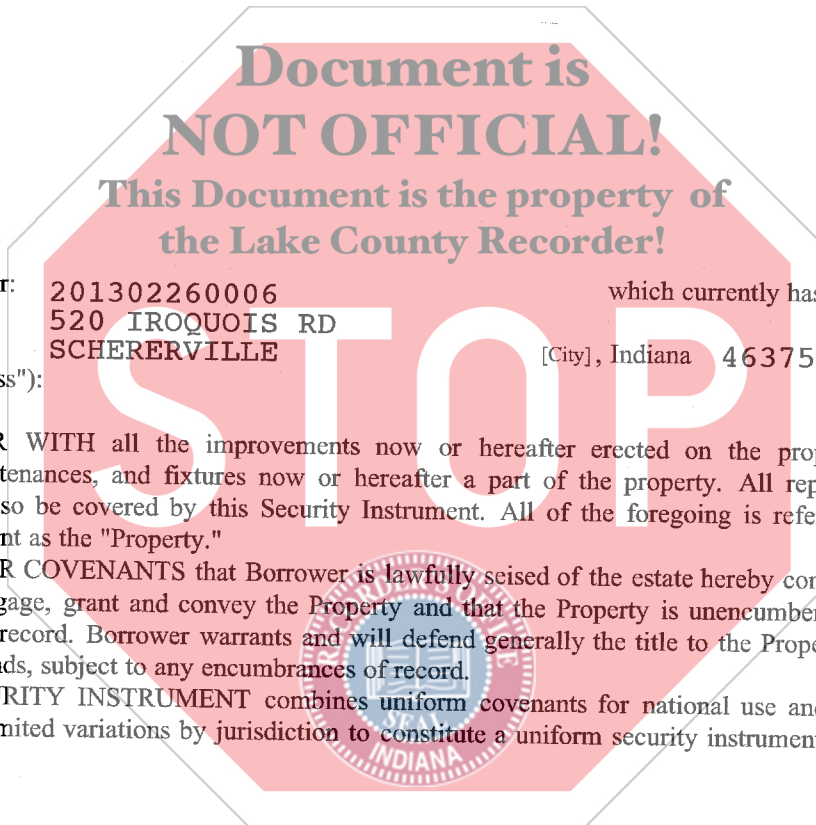 Document is
NOT OFFICIAL!
This Document is the property of
the Lake County Recorder!
r: 201302260006 which currently has
520 IROQUOIS RD
SCHERERVILLE [City], Indiana 46375
ss"):
STOP
R WITH all the improvements now or hereafter erected on the prop
tenances, and fixtures now or hereafter a part of the property. All rep
so be covered by this Security Instrument. All of the foregoing is refe
nt as the "Property."
R COVENANTS that Borrower is lawfully seised of the estate hereby con
gage, grant and convey the Property and that the Property is unencumber
record. Borrower warrants and will defend generally the title to the Prope
ds, subject to any encumbrances of record.
RITY INSTRUMENT combines uniform covenants for national use and
mited variations by jurisdiction to constitute a uniform security instrument
SEAL
INDIANA